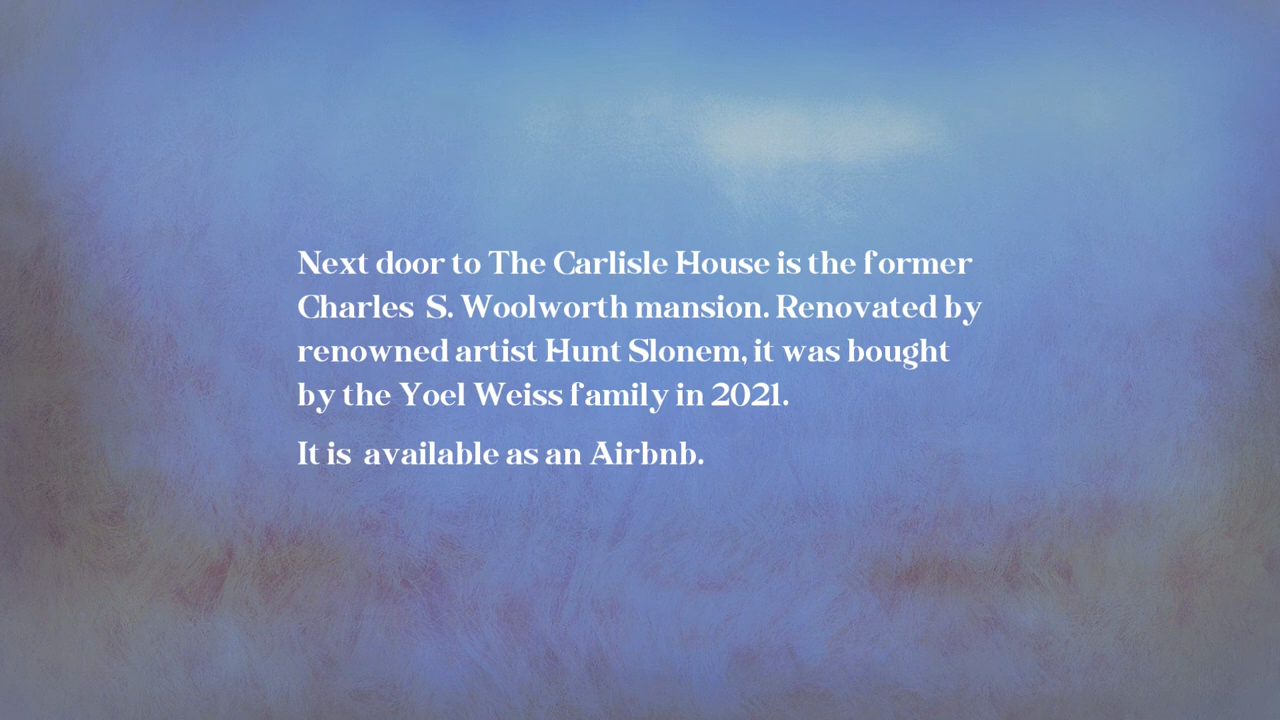 Next door to The Carlisle House is the former
Charles S. Woolworth mansion. Renovated by
renowned artist Hunt Slonem, it was bought
by the Yoel Weiss family in 2021.
It is available as an Airbnb.